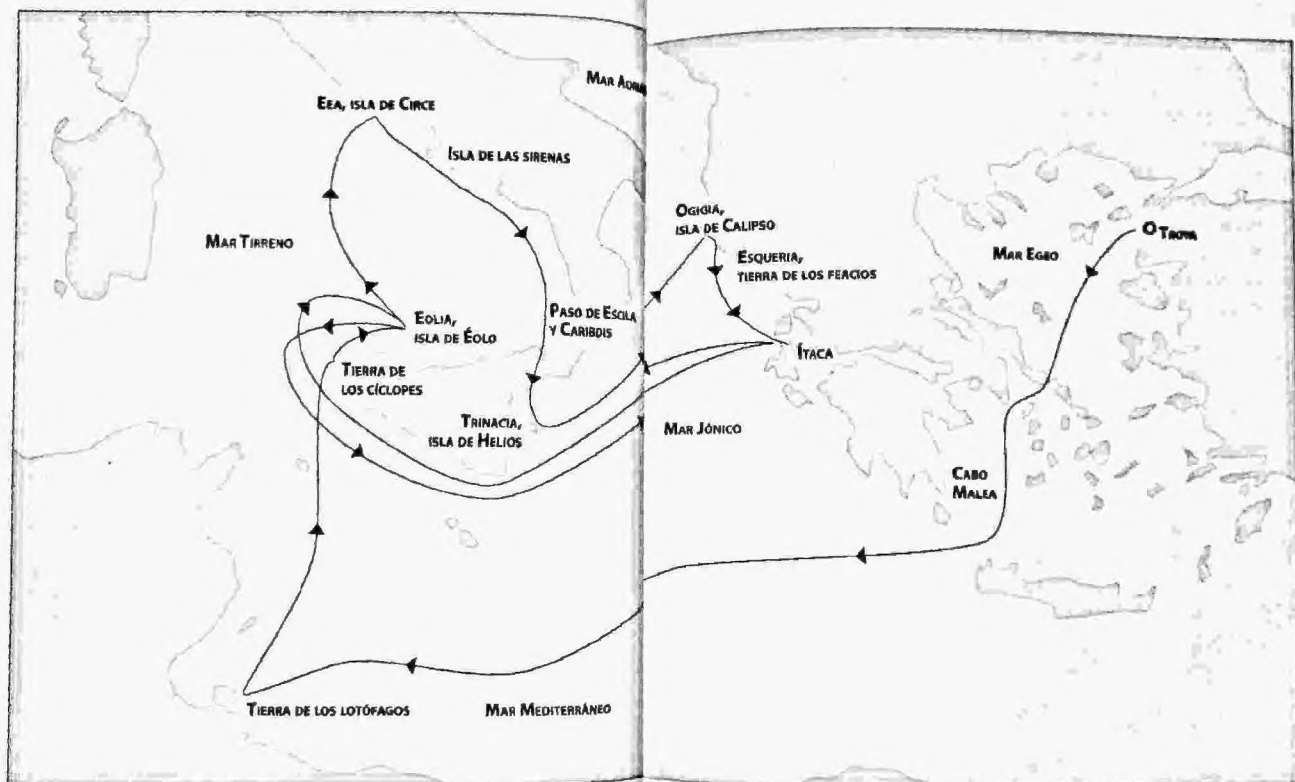 Mar Adri
Eea, isla de Circe
Isla de las sirenas
Ogigia,
isla de Calipso
Mar Tirreno
Esqueria,
tierra de los feacios
Mar Egeo
Troya
Eolia,
isla de Éolo
Paso de Escila
y Caribdis
Ítaca
Tierra
de los cíclopes
Trinacia,
isla de Helios
Mar Jónico
Cabo
Malea
Tierra de los lotófagos
Mar Mediterráneo